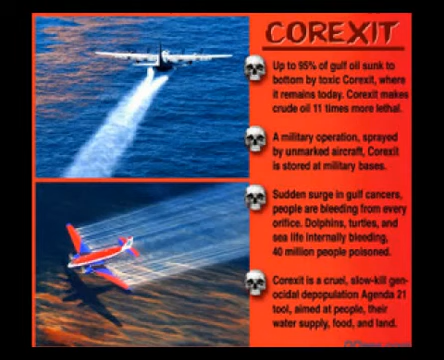 COREXIT
Up to 95% of gulf oil sunk to
bottom by toxic Corexit, where
it remains today. Corexit makes
crude oil 11 times more lethal.
A military operation, sprayed
by unmarked aircraft, Corexit
is stored at military bases.
Sudden surge in gulf cancers,
people are bleeding from every
orifice. Dolphins, turtles, and
sea life internally bleeding,
40 million people poisoned.
Corexit is a cruel, slow-kill gen-
ocidal depopulation Agenda 21
tool, aimed at people, their
water supply, food, and land.